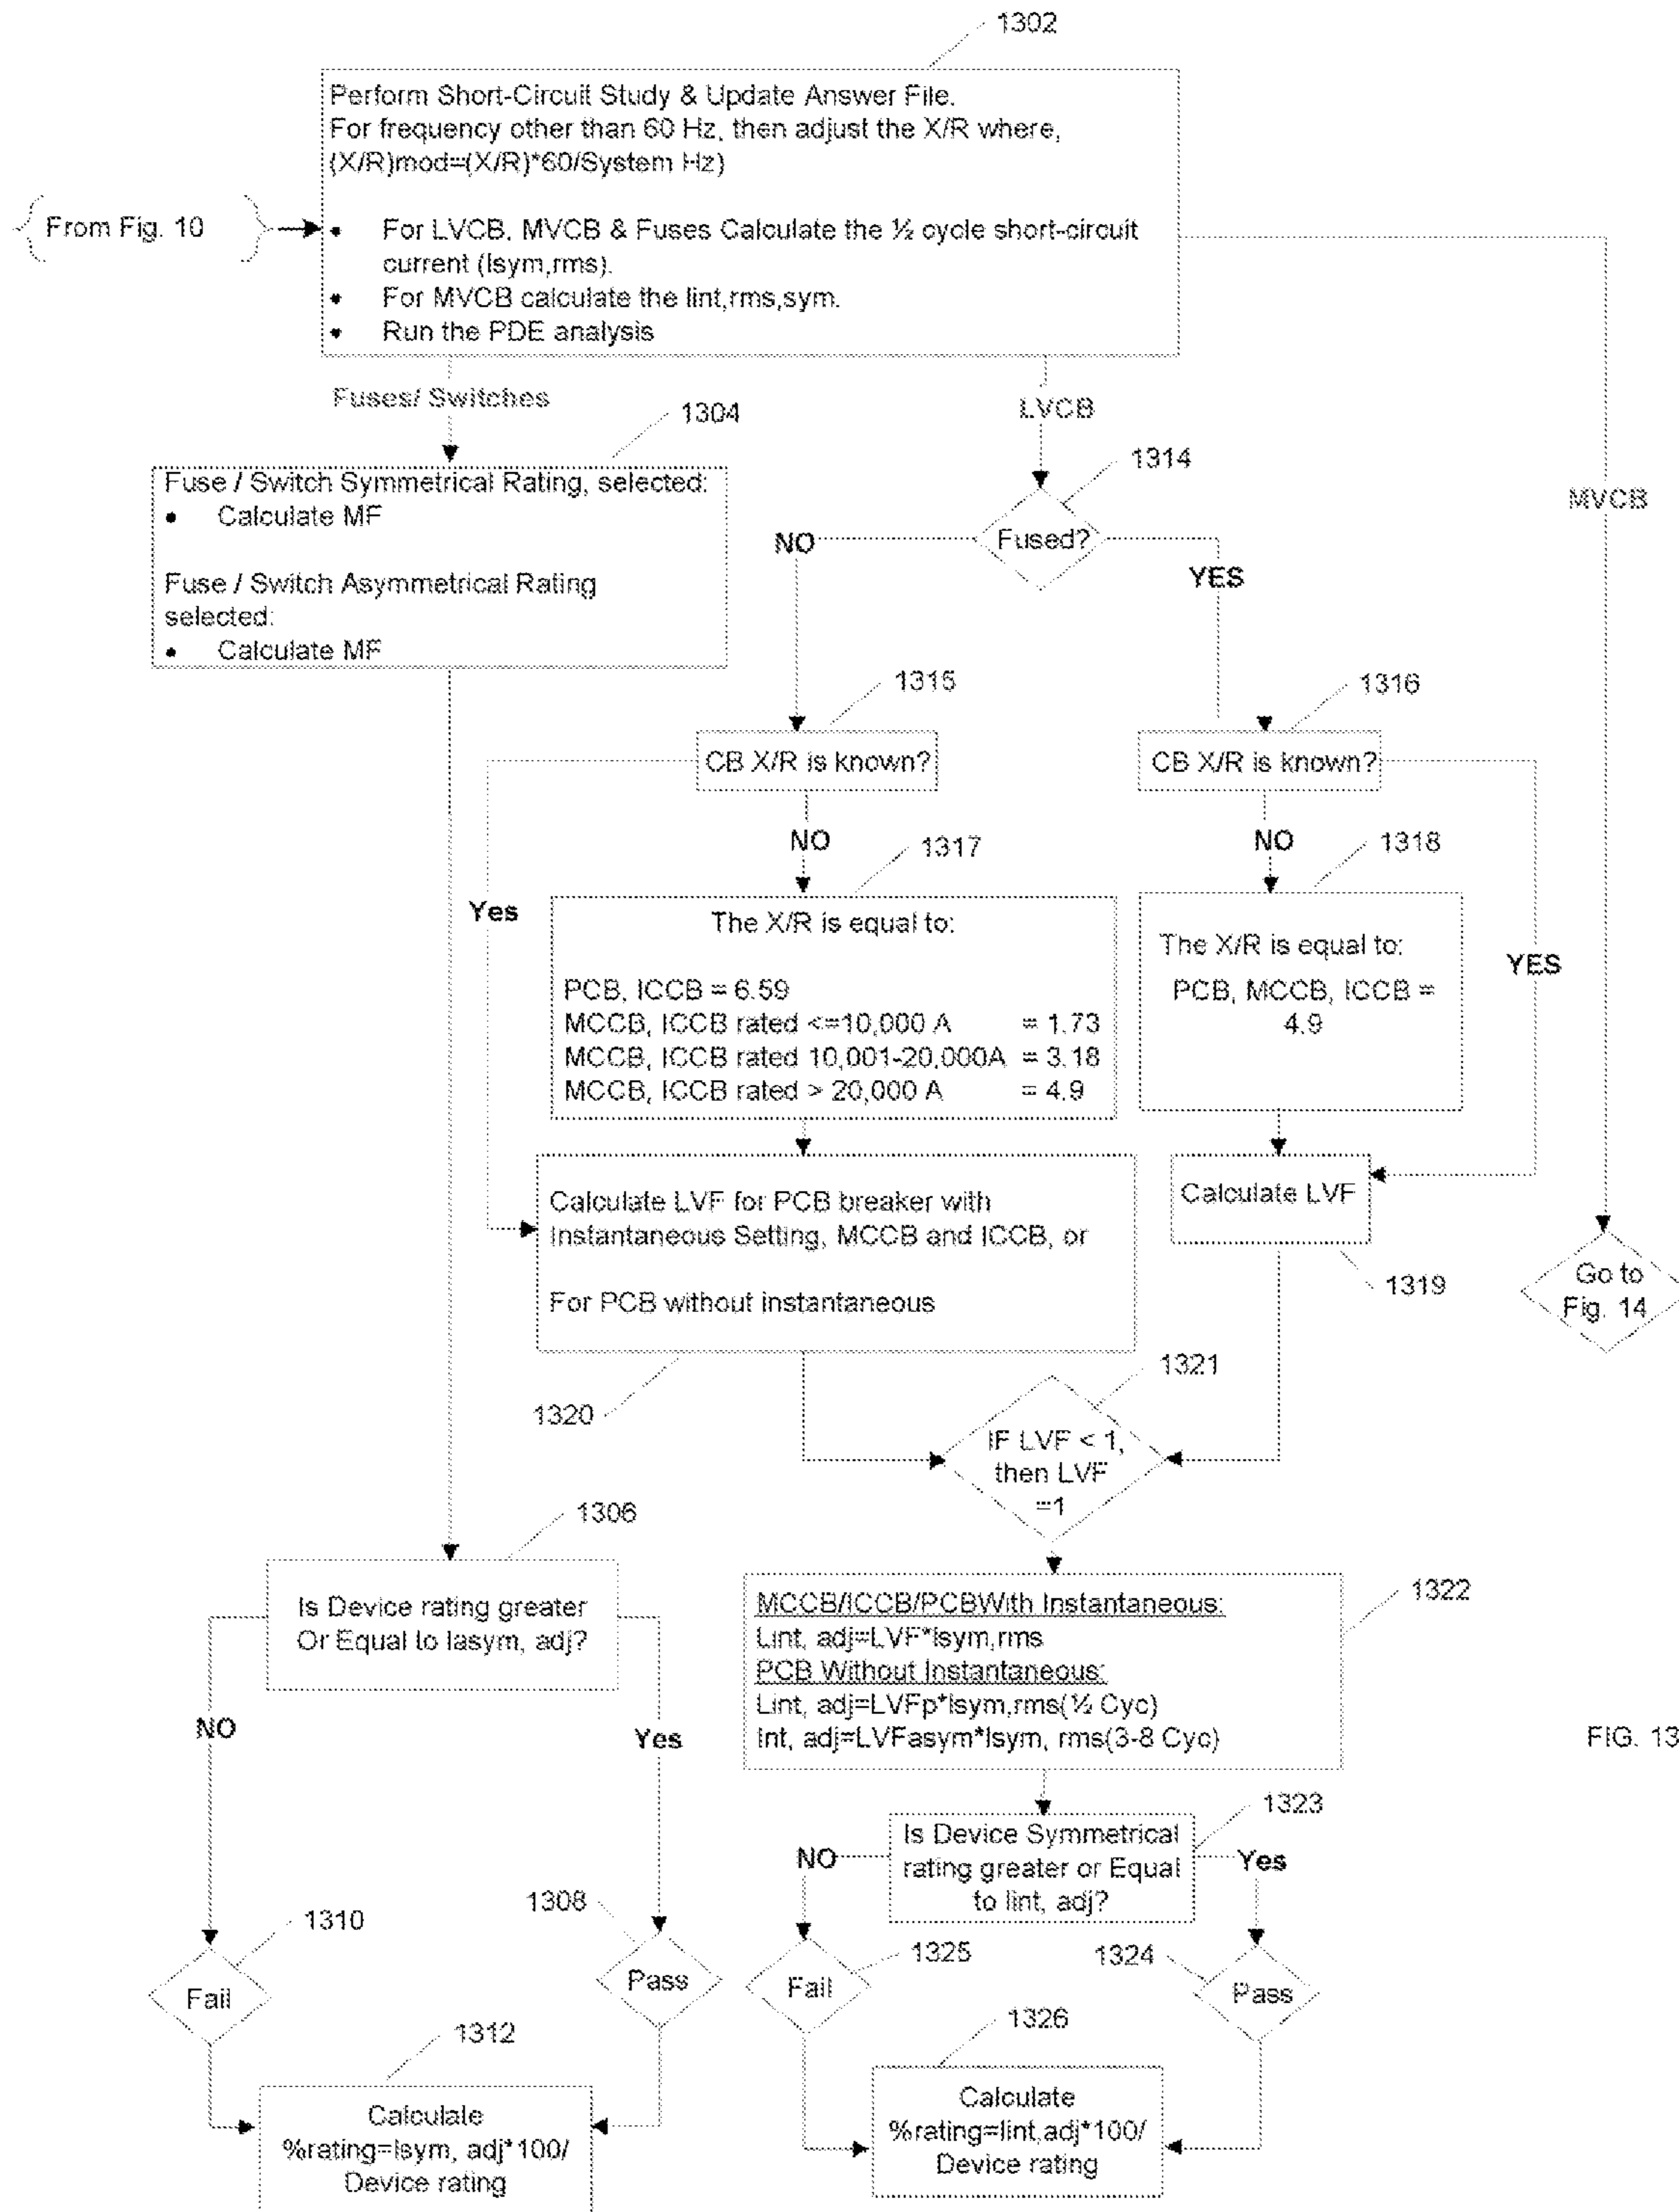 1302
Perform Short-Circuit Study & Update Answer File.
For frequency other than 60 Hz, then adjust the X/R where,
(X/R)mod=(X/R)*60/System Hz)
• For LVCB, MVCB & Fuses Calculate the ½ cycle short-circuit
current (Isym,rms).
• For MVCB calculate the Iint,rms,sym.
• Run the PDE analysis
From Fig. 10
Fuses/ Switches
LVCB
MVCB
1304
Fuse / Switch Symmetrical Rating, selected:
• Calculate MF
Fuse / Switch Asymmetrical Rating
selected:
• Calculate MF
1314
Fused?
NO
YES
1315
CB X/R is known?
1316
CB X/R is known?
NO
1317
NO
1318
Yes
The X/R is equal to:
PCB, ICCB = 6.59
MCCB, ICCB rated <=10,000 A = 1.73
MCCB, ICCB rated 10,001-20,000A = 3.18
MCCB, ICCB rated > 20,000 A = 4.9
The X/R is equal to:
PCB, MCCB, ICCB =
4.9
YES
Calculate LVF for PCB breaker with
Instantaneous Setting, MCCB and ICCB, or
For PCB without instantaneous
1320
Calculate LVF
1319
Go to
Fig. 14
1321
IF LVF < 1,
then LVF
=1
1306
Is Device rating greater
Or Equal to Iasym, adj?
NO
Yes
1322
MCCB/ICCB/PCBWith Instantaneous:
Lint, adj=LVF*Isym,rms
PCB Without Instantaneous:
Lint, adj=LVFp*Isym,rms(½ Cyc)
Int, adj=LVFasym*Isym, rms(3-8 Cyc)
FIG. 13
1323
Is Device Symmetrical
rating greater or Equal
to Iint, adj?
NO
Yes
1310
Fail
1308
Pass
1325
Fail
1324
Pass
1312
Calculate
%rating=Isym, adj*100/
Device rating
1326
Calculate
%rating=Iint,adj*100/
Device rating